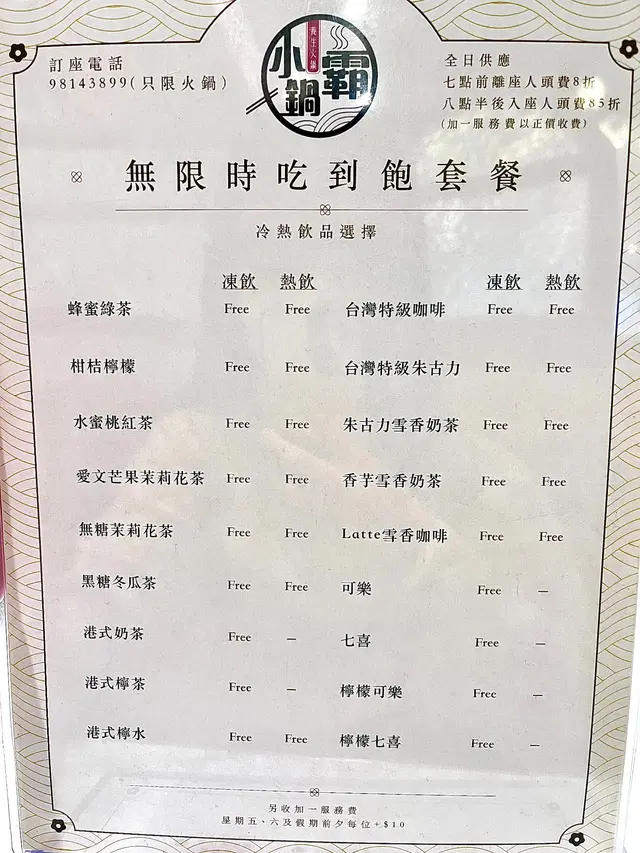 訂座電話
98143899(只限火鍋)
養生火鍋
小鍋霸
全日供應
七點前離座人頭費8折
八點半後入座人頭費85折
(加一服務費以正價收費)
無限時吃到飽套餐
冷熱飲品選擇
凍飲 熱飲 凍飲 熱飲
蜂蜜綠茶 Free Free 台灣特級咖啡 Free Free
柑桔檸檬 Free Free 台灣特級朱古力 Free Free
水蜜桃紅茶 Free Free 朱古力雪香奶茶 Free Free
愛文芒果茉莉花茶 Free Free 香芋雪香奶茶 Free Free
無糖茉莉花茶 Free Free Latte雪香咖啡 Free Free
黑糖冬瓜茶 Free Free 可樂 Free –
港式奶茶 Free – 七喜 Free –
港式檸茶 Free – 檸檬可樂 Free –
港式檸水 Free Free 檸檬七喜 Free –
另收加一服務費
星期五、六及假期前夕每位+$10